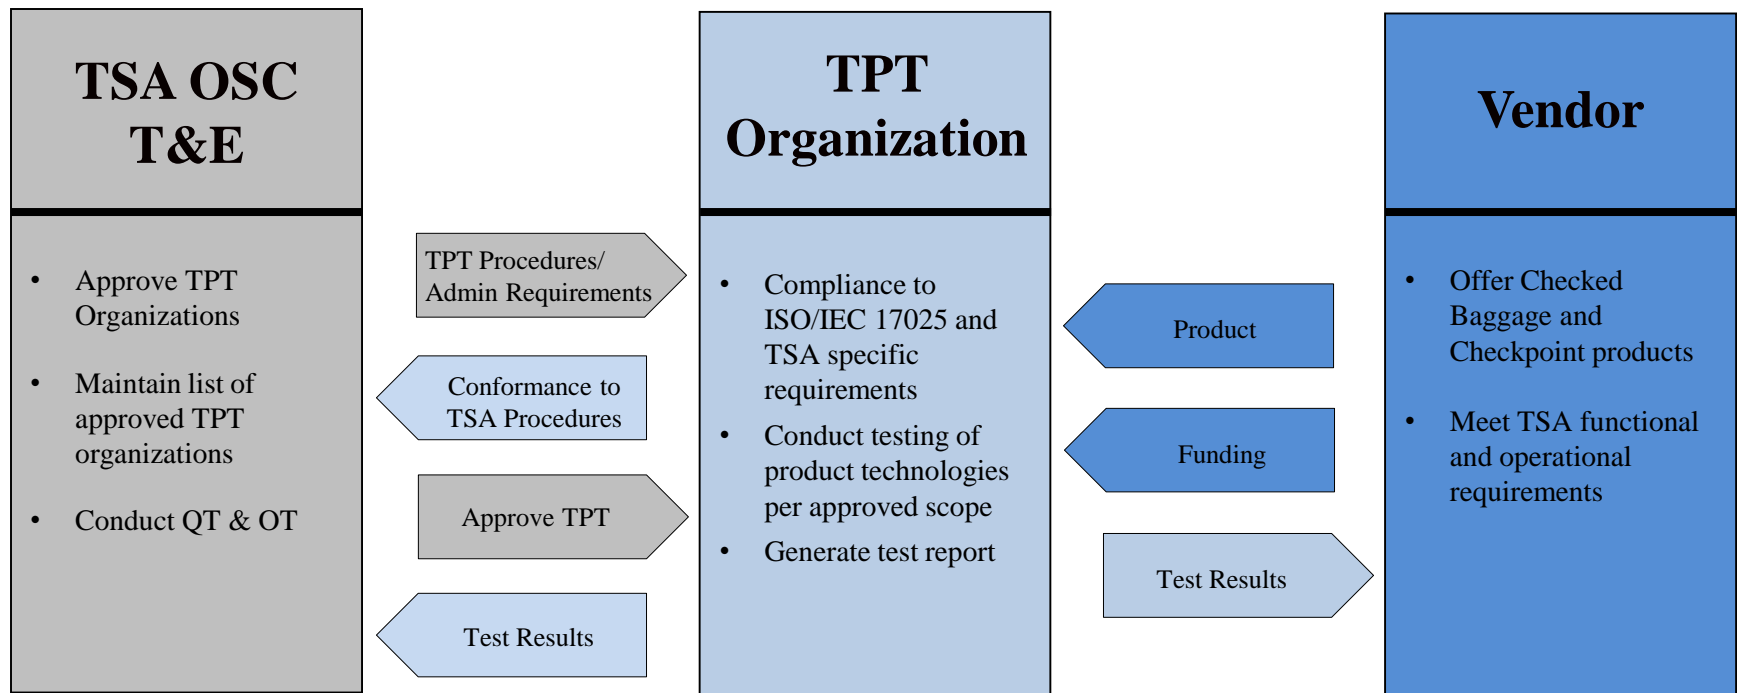 TSA OSC
T&E
• Approve TPT
Organizations
• Maintain list of
approved TPT
organizations
• Conduct QT & OT
TPT Procedures/
Admin Requirements
Conformance to
TSA Procedures
Approve TPT
Test Results
TPT
Organization
• Compliance to
ISO/IEC 17025 and
TSA specific
requirements
• Conduct testing of
product technologies
per approved scope
• Generate test report
Product
Funding
Test Results
Vendor
• Offer Checked
Baggage and
Checkpoint products
• Meet TSA functional
and operational
requirements